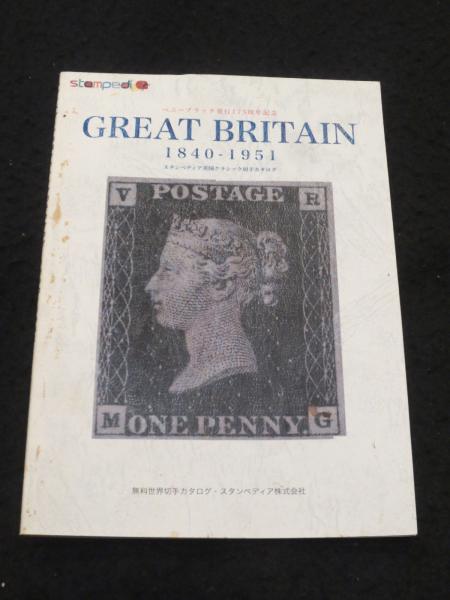 stampedia
ペニーブラック発行175周年記念
GREAT BRITAIN
1840-1951
スタンペディア英国クラシック切手カタログ
V POSTAGE R
M ONE PENNY. G
無料世界切手カタログ・スタンペディア株式会社